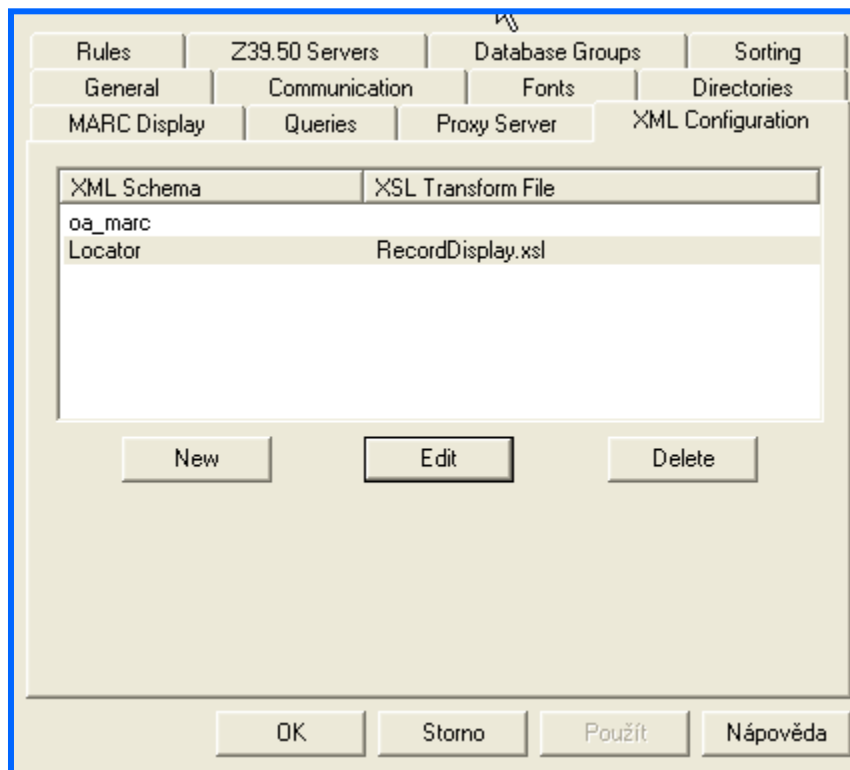 Rules Z39.50 Servers Database Groups Sorting
General Communication Fonts Directories
MARC Display Queries Proxy Server XML Configuration
XML Schema XSL Transform File
oa_marc
Locator RecordDisplay.xsl
New Edit Delete
OK Storno Použít Nápověda